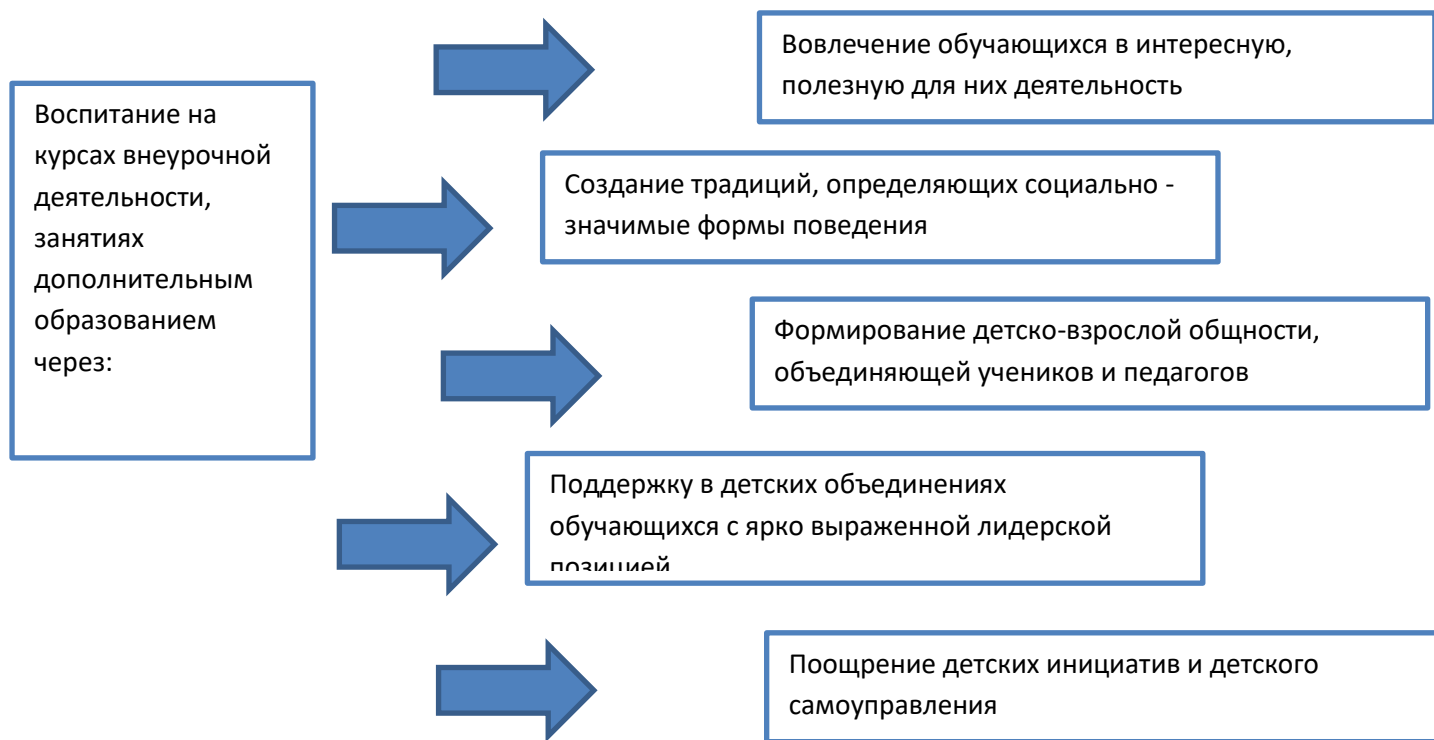 Воспитание на
курсах внеурочной
деятельности,
занятиях
дополнительным
образованием
через:
Вовлечение обучающихся в интересную,
полезную для них деятельность
Создание традиций, определяющих социально -
значимые формы поведения
Формирование детско-взрослой общности,
объединяющей учеников и педагогов
Поддержку в детских объединениях
обучающихся с ярко выраженной лидерской
позицией
Поощрение детских инициатив и детского
самоуправления